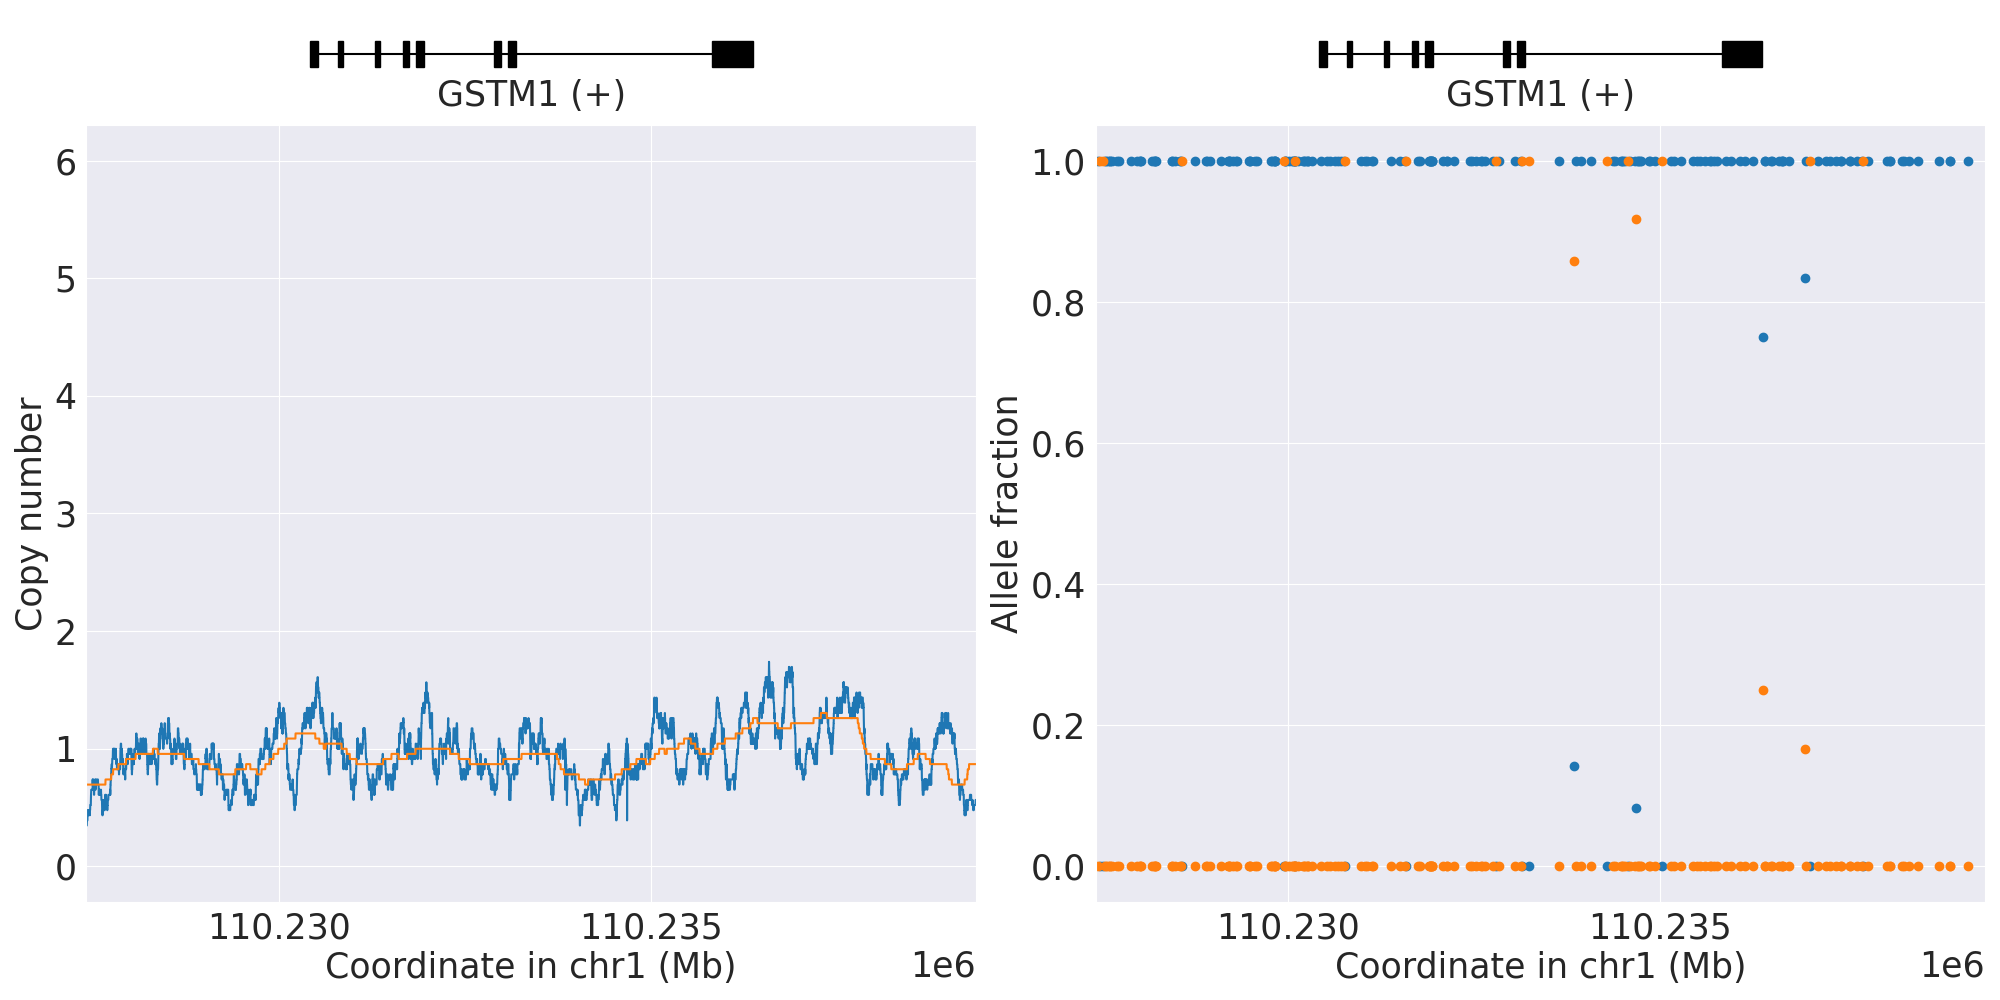 GSTM1 (+)
6
5
4
3
2
1
0
Copy number
110.230
110.235
Coordinate in chr1 (Mb)
1e6
GSTM1 (+)
1.0
0.8
0.6
0.4
0.2
0.0
Allele fraction
110.230
110.235
Coordinate in chr1 (Mb)
1e6